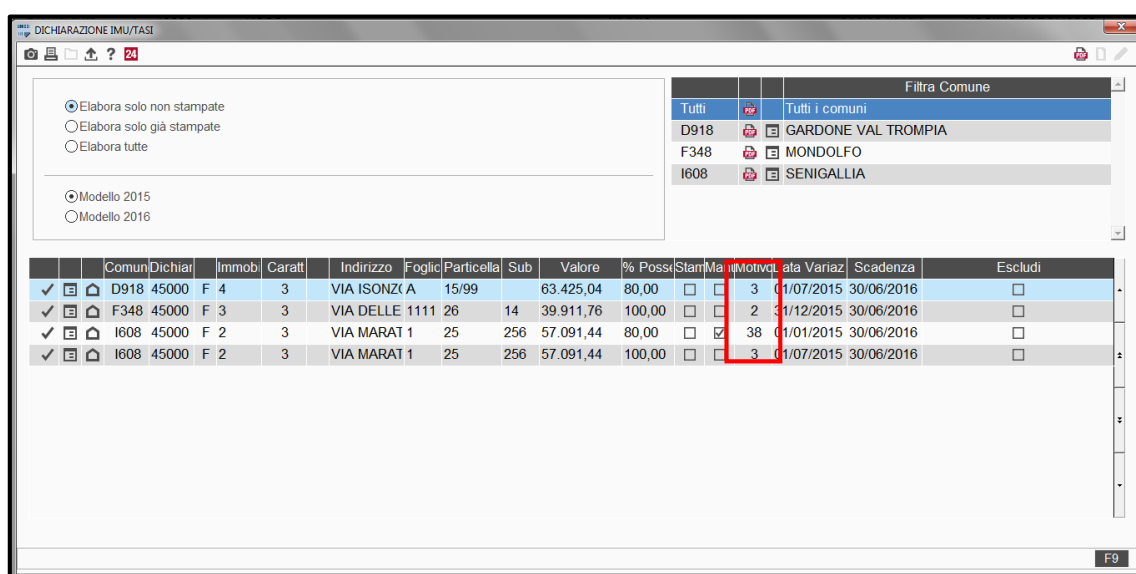 DICHIARAZIONE IMU/TASI
? 24
Elabora solo non stampate
Elabora solo già stampate
Elabora tutte
Modello 2015
Modello 2016
Filtra Comune
Tutti Tutti i comuni
D918 GARDONE VAL TROMPIA
F348 MONDOLFO
I608 SENIGALLIA
Comun Dichiar Immobi Caratt Indirizzo Foglio Particella Sub Valore % Posse Stam Mant Motivo Data Variaz Scadenza Escludi
D918 45000 F 4 3 VIA ISONZ( A 15/99 63.425,04 80,00 3 01/07/2015 30/06/2016
F348 45000 F 3 3 VIA DELLE 1111 26 14 39.911,76 100,00 2 31/12/2015 30/06/2016
I608 45000 F 2 3 VIA MARAT 1 25 256 57.091,44 80,00 38 01/01/2015 30/06/2016
I608 45000 F 2 3 VIA MARAT 1 25 256 57.091,44 100,00 3 01/07/2015 30/06/2016
F9